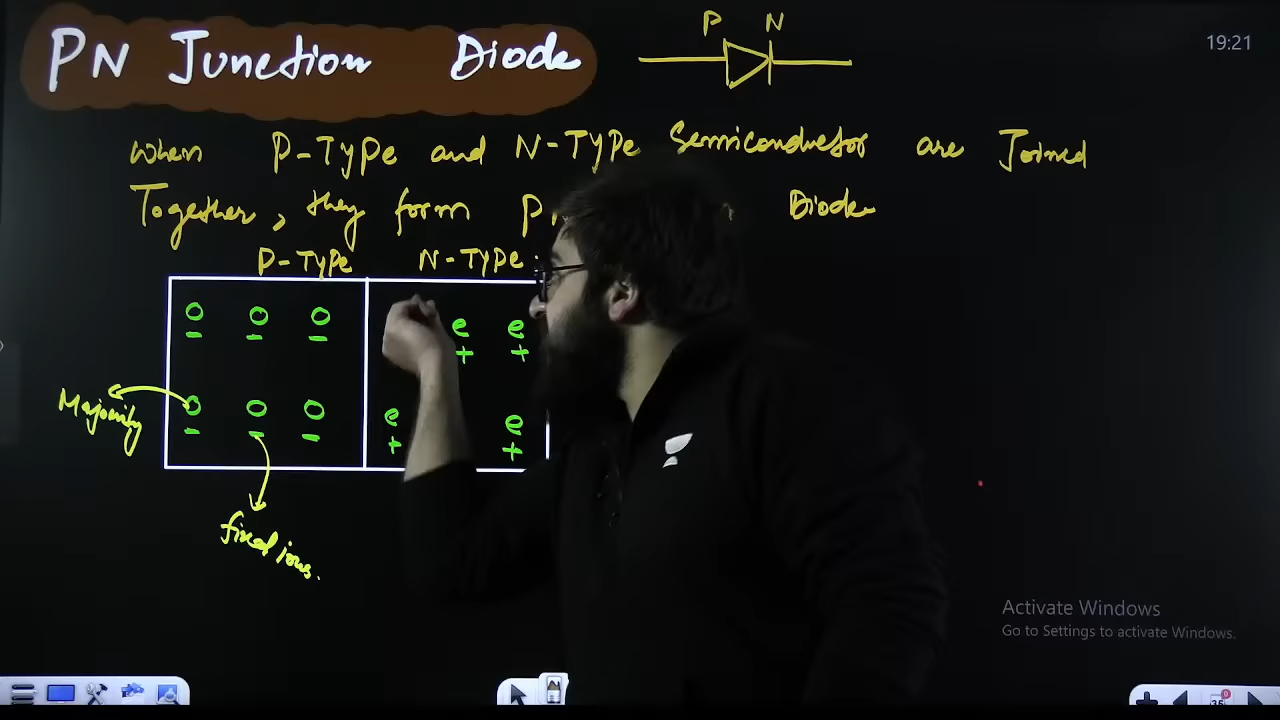 P N
19:21
PN Junction Diode
When P-Type and N-Type Semiconductor are Joined
Together, they form Diode
P-Type N-Type
O O O e e
- - - + +
Majority
O O O e e
- - - + +
fixed ions.
Activate Windows
Go to Settings to activate Windows.